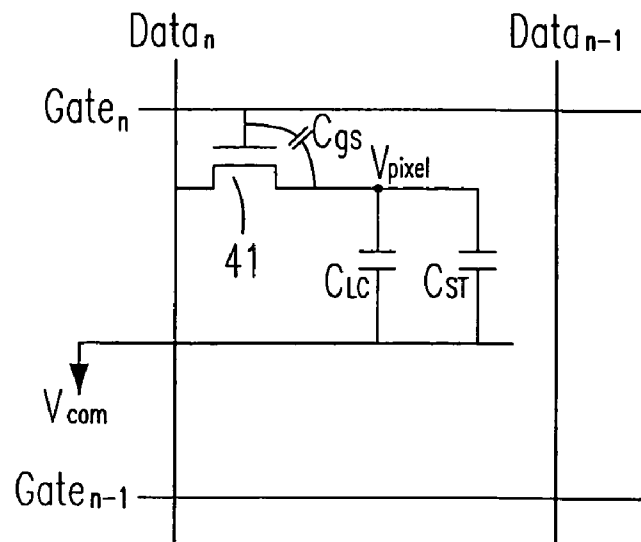 Dataₙ
Dataₙ₋₁
Gateₙ
Cgs
Vpixel
41
CLC
CST
Vcom
Gateₙ₋₁